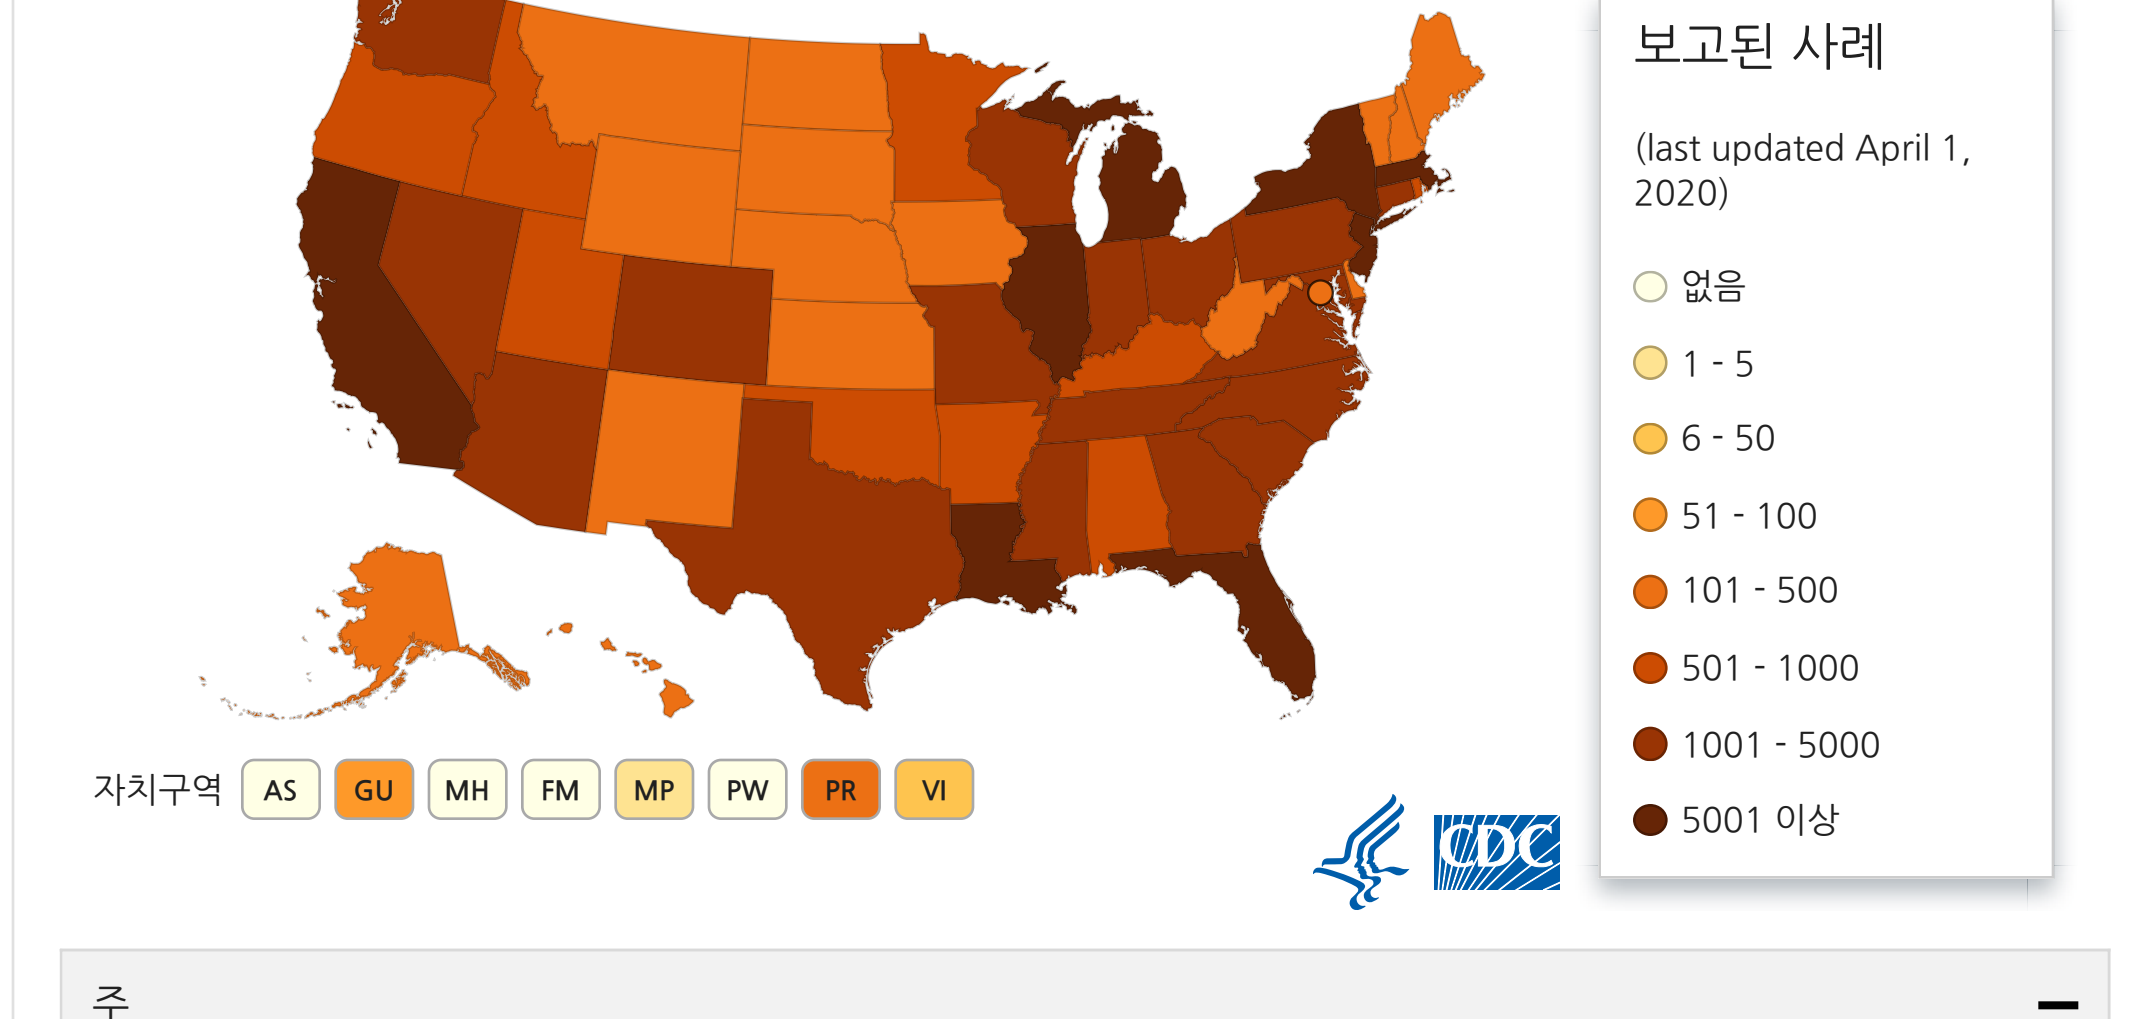 보고된 사례
(last updated April 1,
2020)
없음
1 - 5
6 - 50
51 - 100
101 - 500
501 - 1000
1001 - 5000
5001 이상
자치구역 AS GU MH FM MP PW PR VI
CDC
주